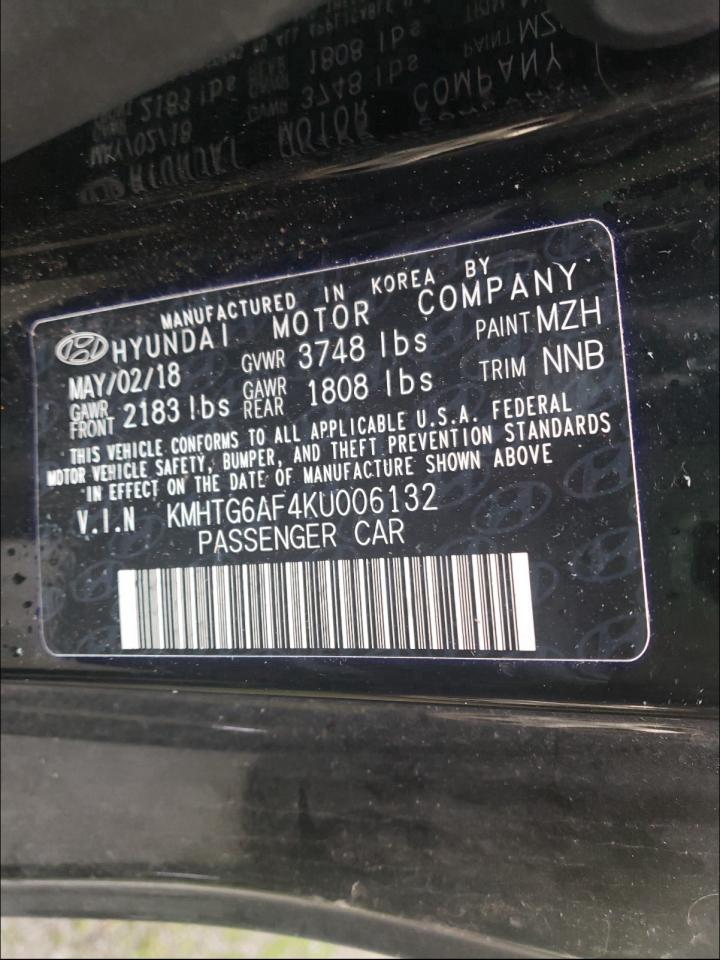 MANUFACTURED IN KOREA BY
HYUNDAI MOTOR COMPANY
MAY/02/18 GVWR 3748 lbs PAINT MZH
GAWR FRONT 2183 lbs GAWR REAR 1808 lbs TRIM NNB
THIS VEHICLE CONFORMS TO ALL APPLICABLE U.S.A. FEDERAL
MOTOR VEHICLE SAFETY, BUMPER, AND THEFT PREVENTION STANDARDS
IN EFFECT ON THE DATE OF MANUFACTURE SHOWN ABOVE
V.I.N KMHTG6AF4KU006132
PASSENGER CAR